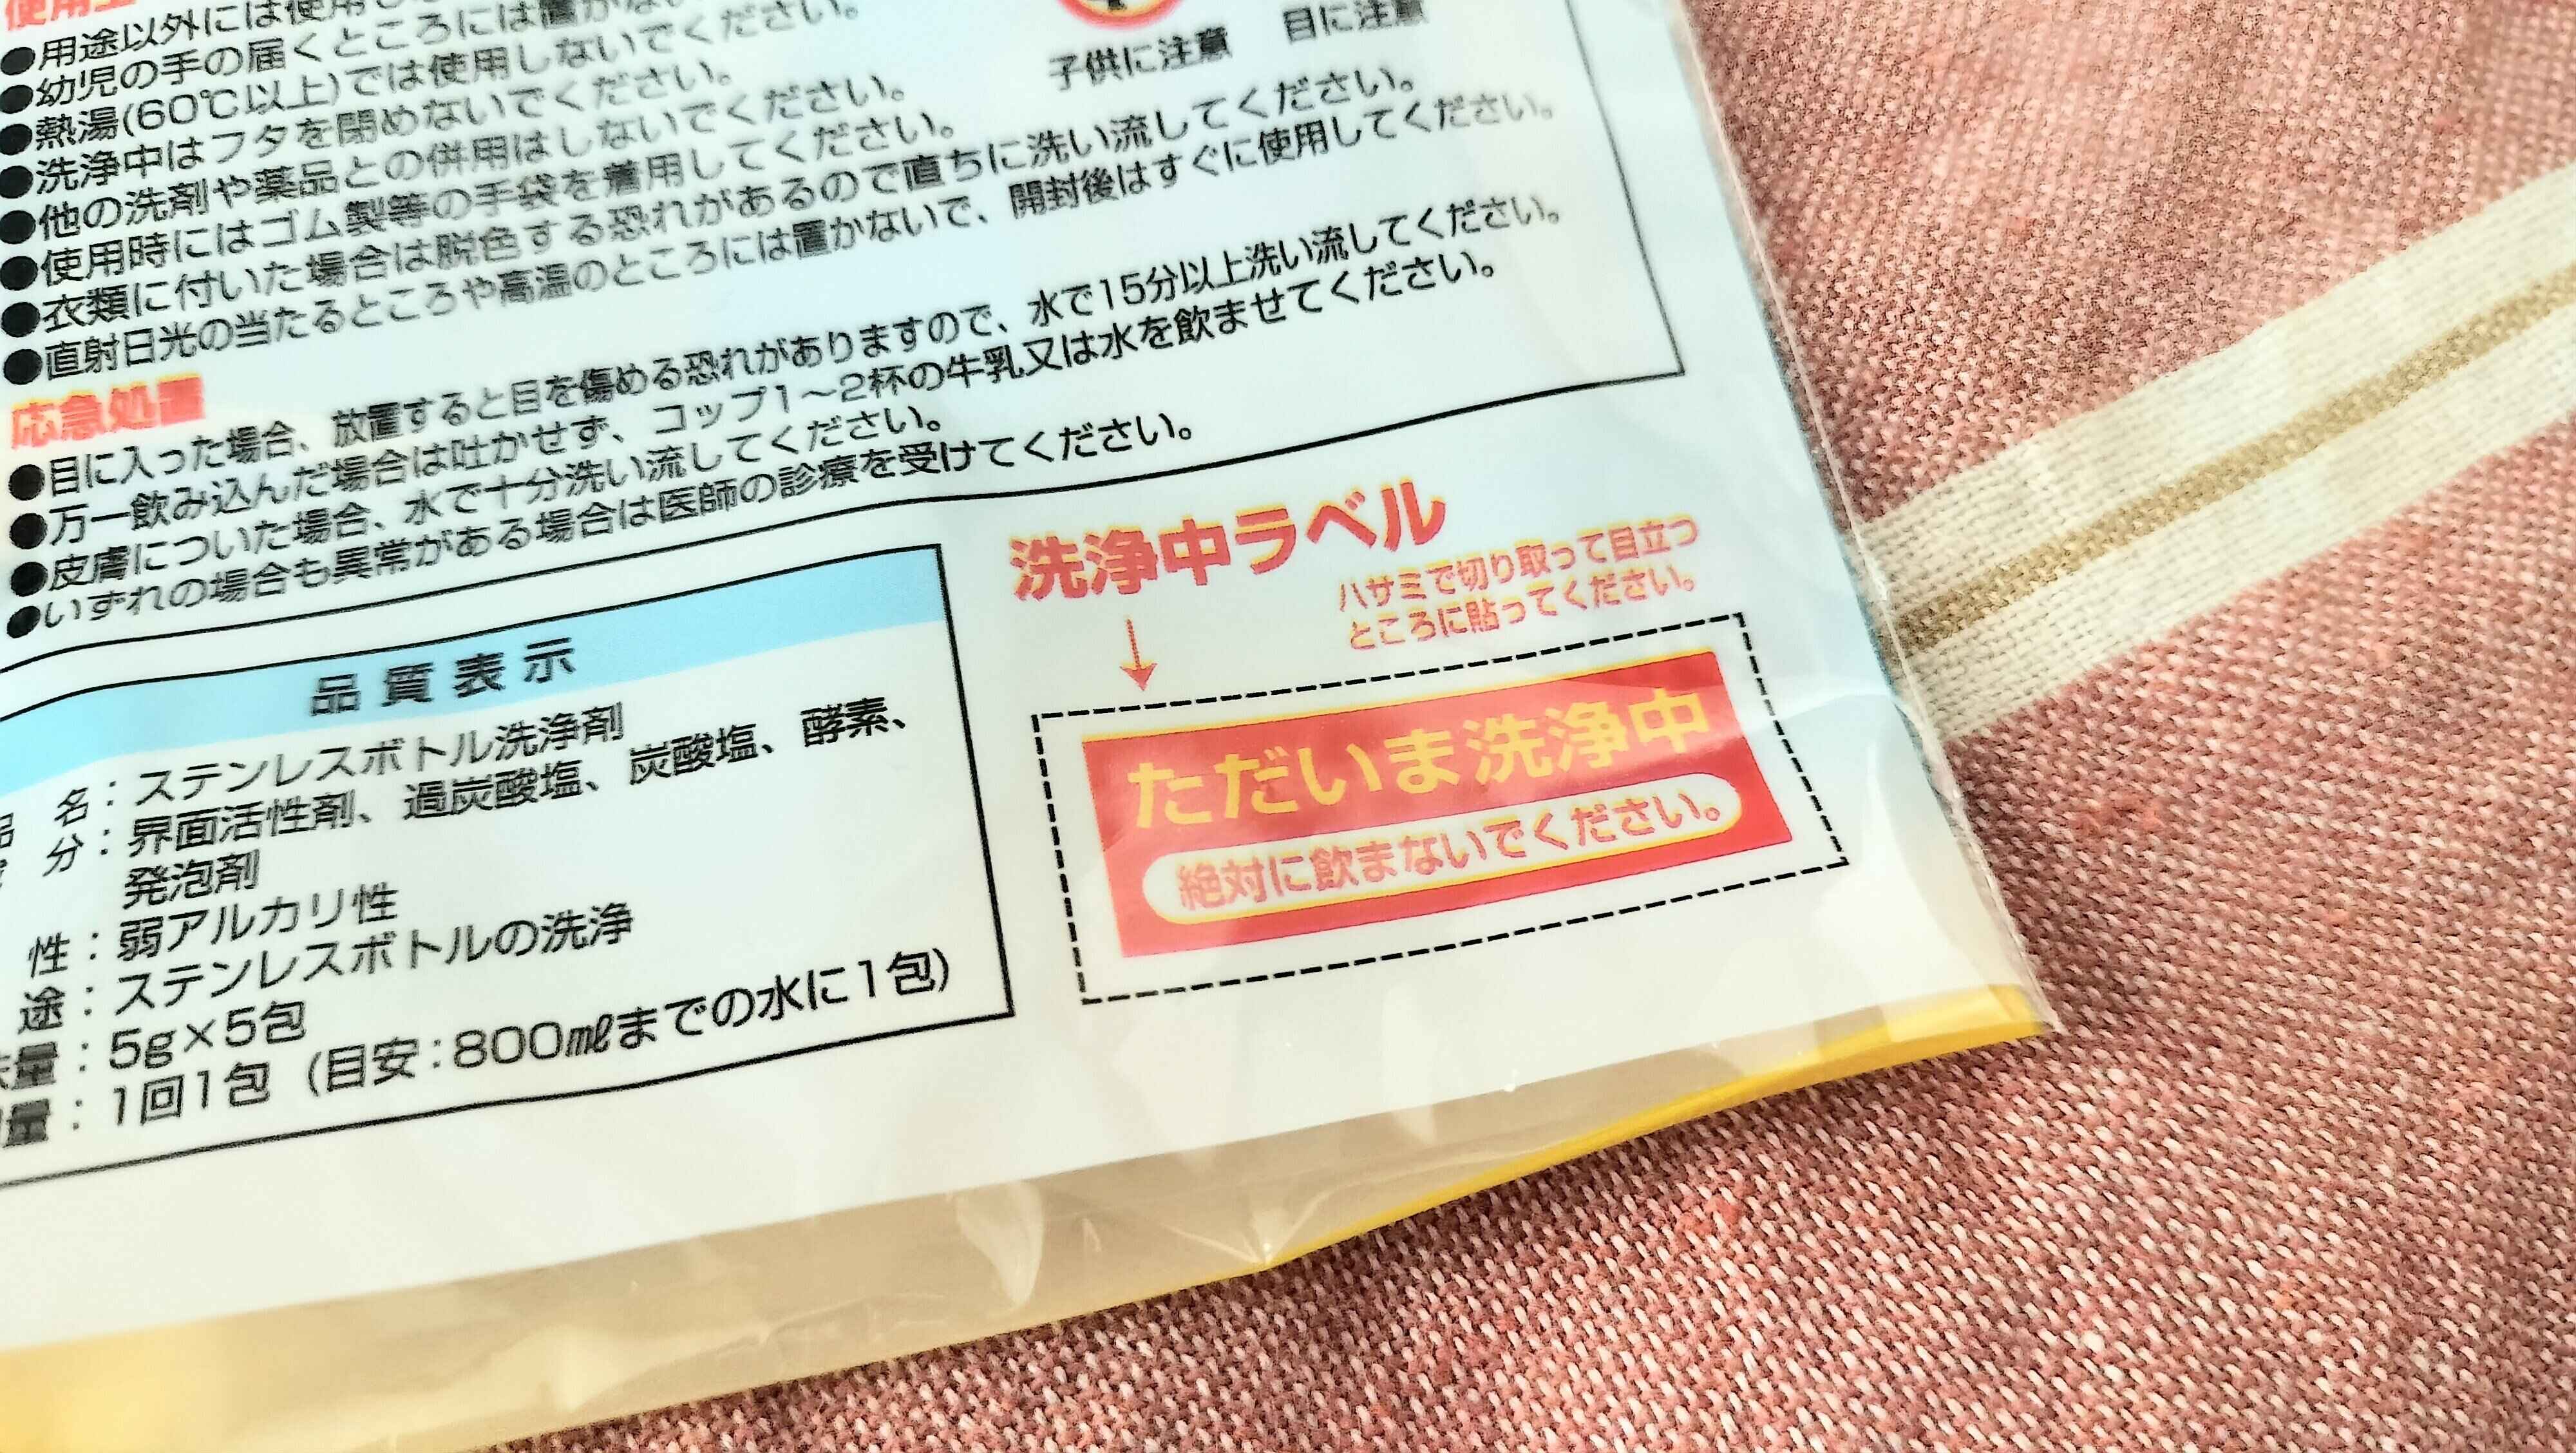 ●用途以外には使用し
●幼児の手の届くところには置かな
●熱湯(60℃以上)では使用しないでください。
●洗浄中はフタを閉めないでください。
●他の洗剤や薬品との併用はしないでください。
●使用時にはゴム製等の手袋を着用してください。
●衣類に付いた場合は脱色する恐れがあるので直ちに洗い流してください。
●直射日光の当たるところや高温のところには置かないで、開封後はすぐに使用してください。
子供に注意
目に注意
応急処置
●目に入った場合、放置すると目を傷める恐れがありますので、水で15分以上洗い流してください。
●万一飲み込んだ場合は吐かせず、コップ1〜2杯の牛乳又は水を飲ませてください。
●皮膚についた場合、水で十分洗い流してください。
●いずれの場合も異常がある場合は医師の診療を受けてください。
品質表示
名：ステンレスボトル洗浄剤
分：界面活性剤、過炭酸塩、炭酸塩、酵素、
発泡剤
性：弱アルカリ性
途：ステンレスボトルの洗浄
量：5g×5包
量：1回1包（目安：800㎖までの水に1包）
洗浄中ラベル
ハサミで切り取って目立つ
ところに貼ってください。
↓
ただいま洗浄中
絶対に飲まないでください。